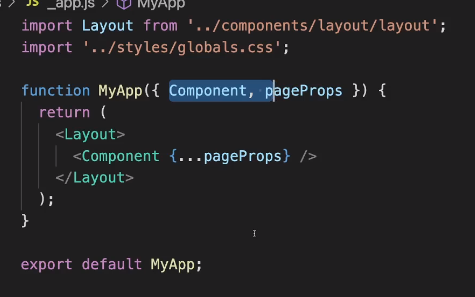 JS _app.js > MyApp
import Layout from '../components/layout/layout';
import '../styles/globals.css';
function MyApp({ Component, pageProps }) {
return (
<Layout>
<Component {...pageProps} />
</Layout>
);
}
export default MyApp;